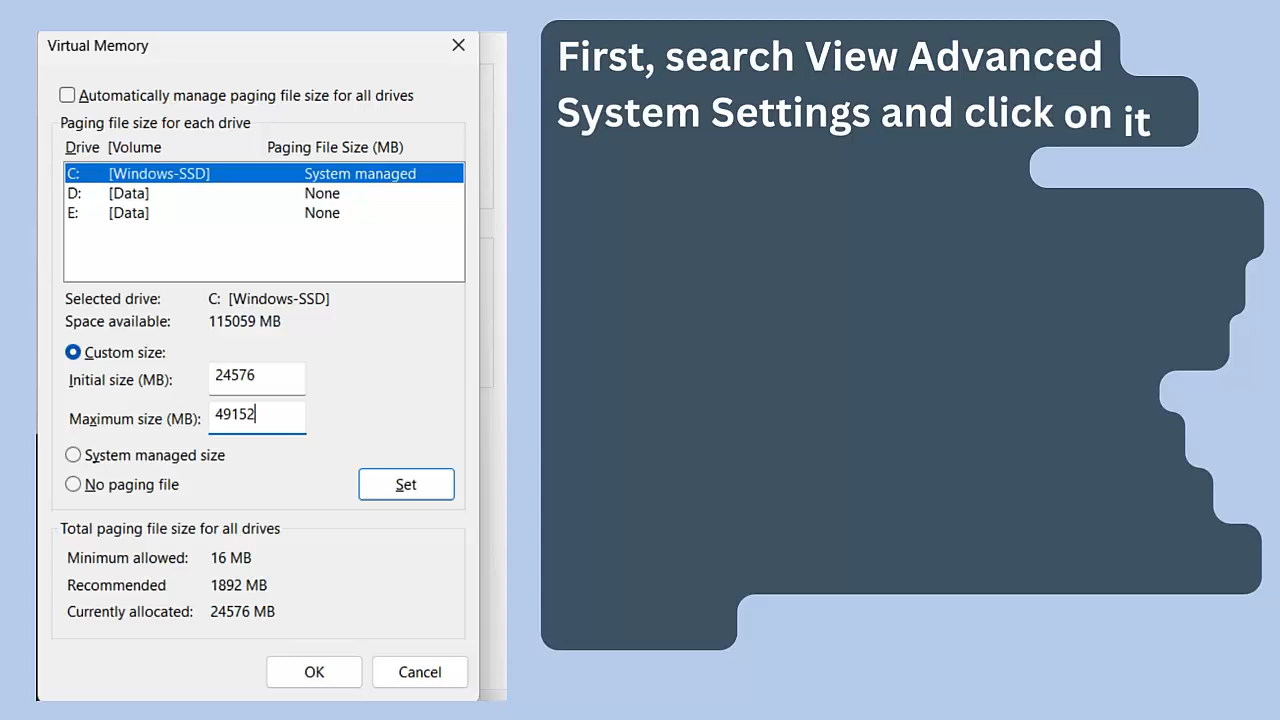 Virtual Memory
Automatically manage paging file size for all drives
Paging file size for each drive
Drive [Volume Paging File Size (MB)
C: [Windows-SSD] System managed
D: [Data] None
E: [Data] None
Selected drive: C: [Windows-SSD]
Space available: 115059 MB
Custom size:
Initial size (MB): 24576
Maximum size (MB): 49152
System managed size
No paging file
Set
Total paging file size for all drives
Minimum allowed: 16 MB
Recommended 1892 MB
Currently allocated: 24576 MB
OK Cancel
First, search View Advanced
System Settings and click on it